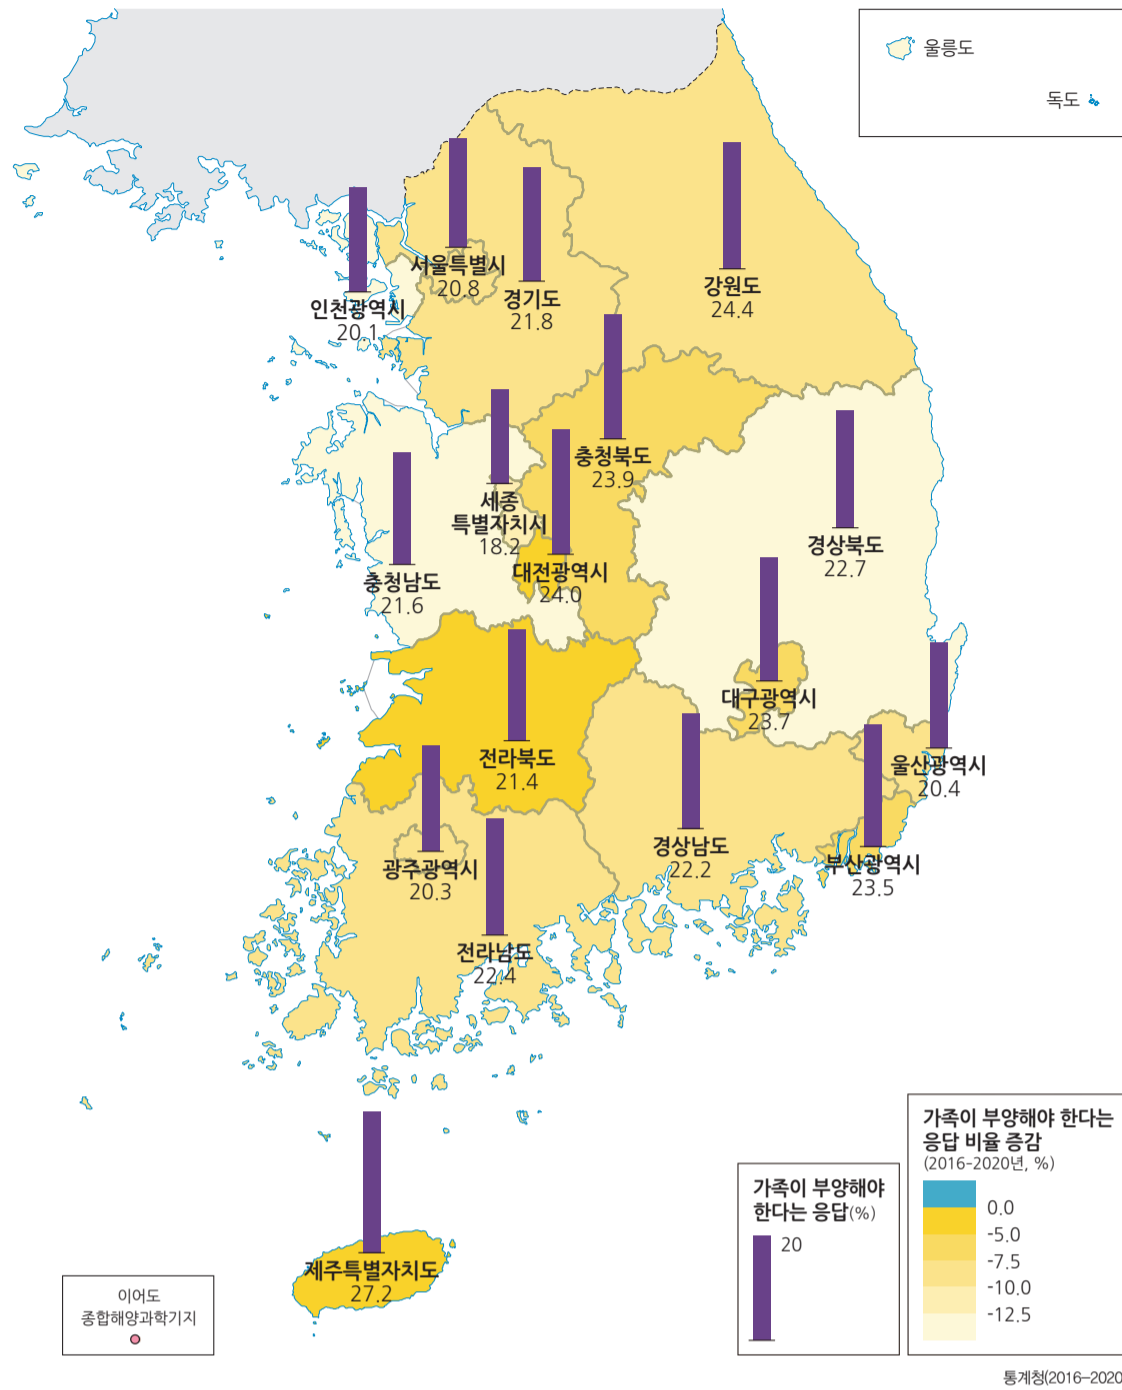 울릉도
독도
서울특별시
20.8
인천광역시
20.1
경기도
21.8
강원도
24.4
충청북도
23.9
세종
특별자치시
18.2
대전광역시
24.0
충청남도
21.6
경상북도
22.7
대구광역시
23.7
전라북도
21.4
울산광역시
20.4
경상남도
22.2
부산광역시
23.5
광주광역시
20.3
전라남도
22.4
제주특별자치도
27.2
이어도
종합해양과학기지
가족이 부양해야
한다는 응답(%)
20
가족이 부양해야 한다는
응답 비율 증감
(2016-2020년, %)
0.0
-5.0
-7.5
-10.0
-12.5
통계청(2016-2020